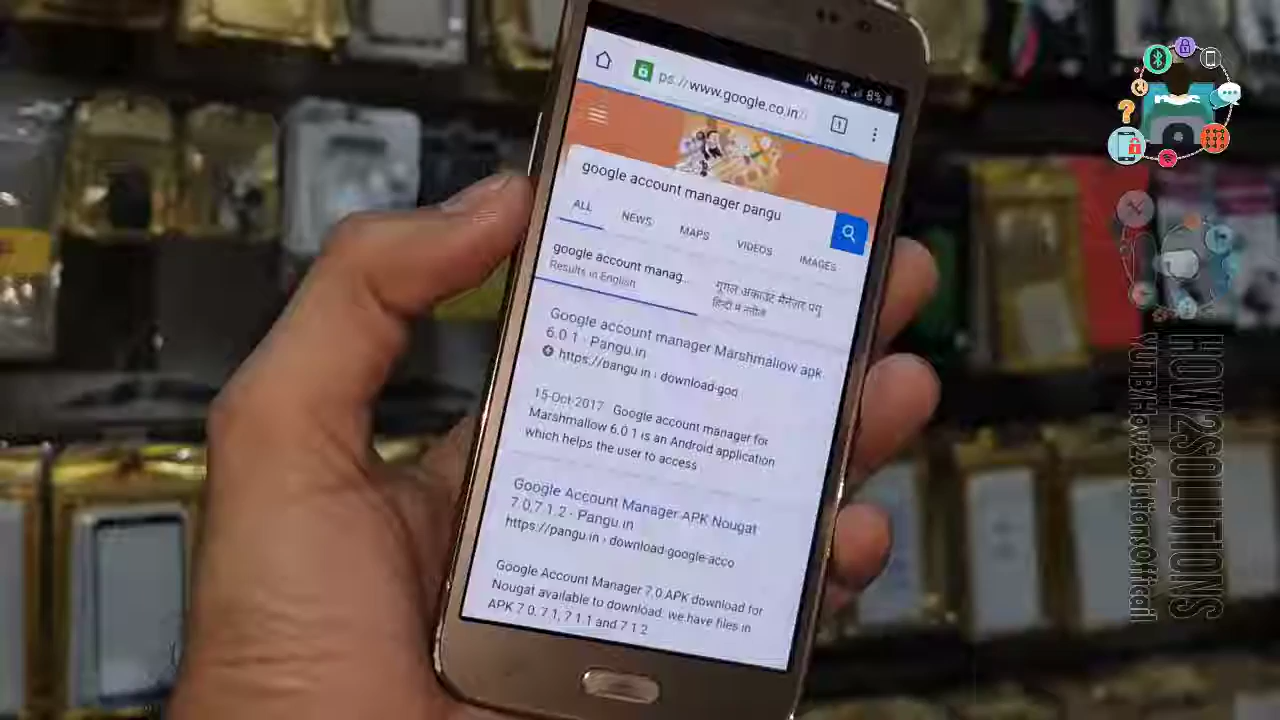 8%
ps://www.google.co.in/
1
google account manager pangu
ALL NEWS MAPS VIDEOS IMAGES
google account manag...
Results in English
गूगल अकाउंट मैनेजर पंगु
हिन्दी में नतीजे
Google account manager Marshmallow apk
6.0 1 - Pangu.in
https://pangu in › download-goo
15-Oct-2017 Google account manager for
Marshmallow 6.0 1 is an Android application
which helps the user to access
Google Account Manager APK Nougat
7.0,7 1.2 - Pangu.in
https://pangu.in › download-google-acco
Google Account Manager 7.0 APK download for
Nougat available to download. we have files in
APK 7 0, 7 1, 7 1 1 and 7 1 2
HOW2SOLUTIONS